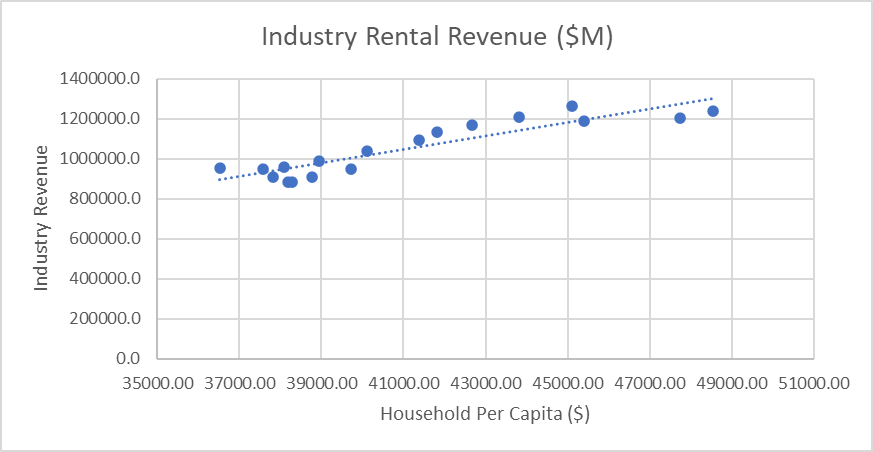 Industry Rental Revenue ($M)
1400000.0
1200000.0
1000000.0
800000.0
600000.0
400000.0
200000.0
0.0
Industry Revenue
35000.00 37000.00 39000.00 41000.00 43000.00 45000.00 47000.00 49000.00 51000.00
Household Per Capita ($)